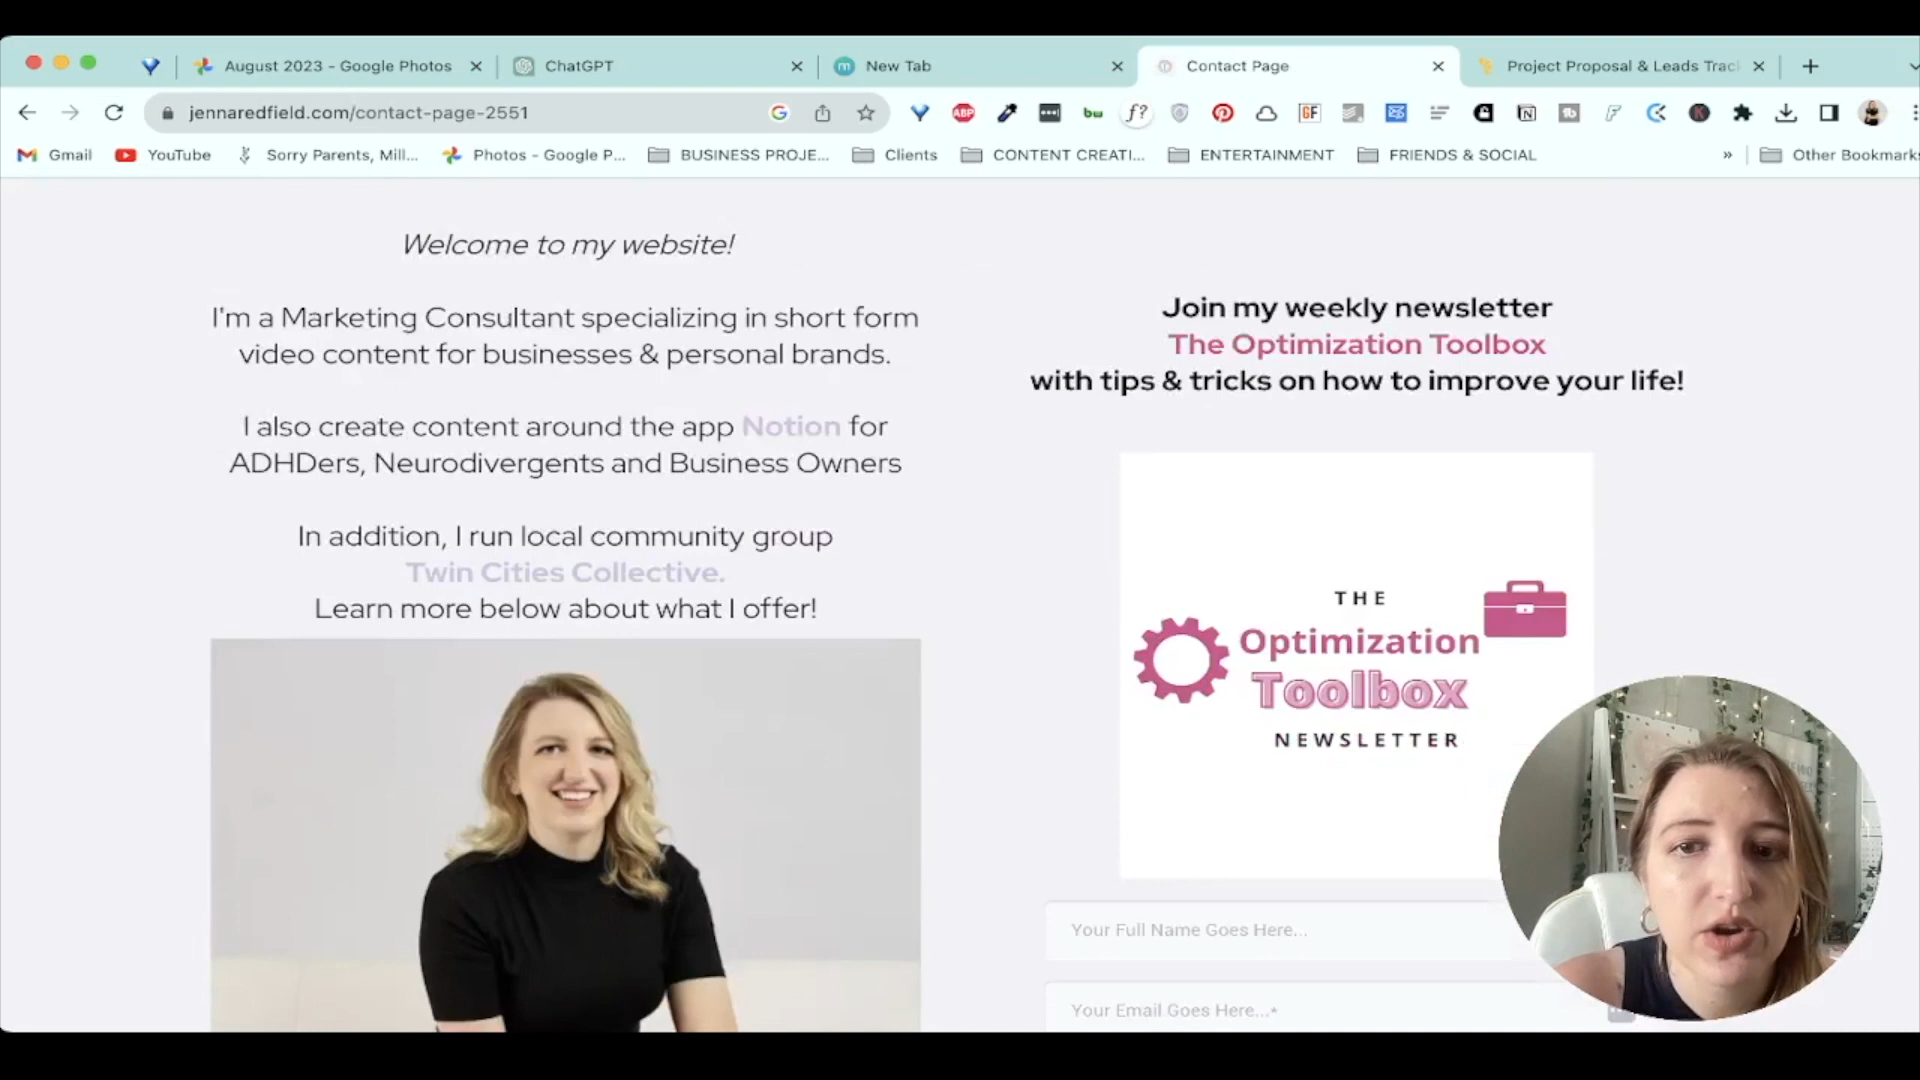 August 2023 - Google Photos
ChatGPT
m New Tab
Contact Page
Project Proposal & Leads Trac
jennaredfield.com/contact-page-2551
ABP
bw
f?
GF
Gmail
YouTube
Sorry Parents, Mill...
Photos - Google P...
BUSINESS PROJE...
Clients
CONTENT CREATI...
ENTERTAINMENT
FRIENDS & SOCIAL
»
Other Bookmarks
Welcome to my website!
I'm a Marketing Consultant specializing in short form
video content for businesses & personal brands.
I also create content around the app Notion for
ADHDers, Neurodivergents and Business Owners
In addition, I run local community group
Twin Cities Collective.
Learn more below about what I offer!
Join my weekly newsletter
The Optimization Toolbox
with tips & tricks on how to improve your life!
THE
Optimization
Toolbox
NEWSLETTER
Your Full Name Goes Here...
Your Email Goes Here...*